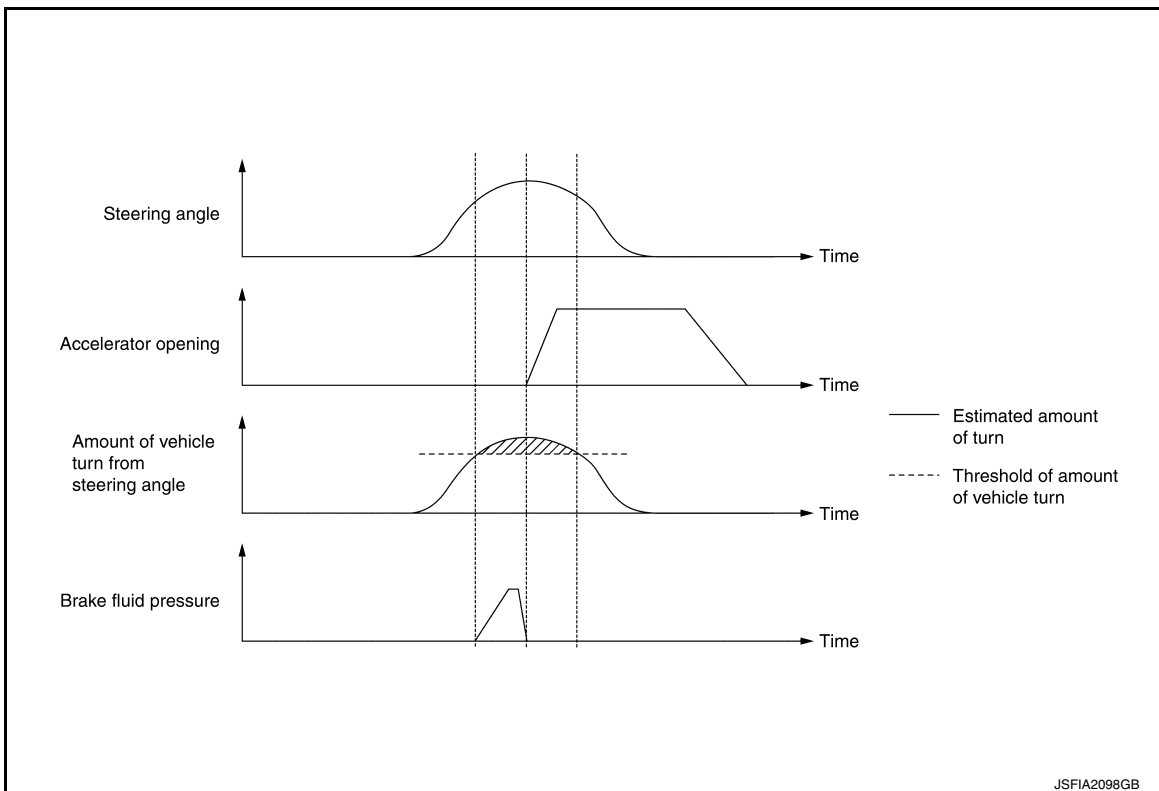 Steering angle
Time
Accelerator opening
Time
Amount of vehicle
turn from
steering angle
Time
Estimated amount
of turn
Threshold of amount
of vehicle turn
Brake fluid pressure
Time
JSFIA2098GB